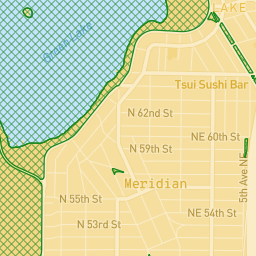 LAKE
Green Lake
Tsui Sushi Bar
N 62nd St
NE 60th St
N 59th St
Meridian
N 55th St
5th Ave NE
NE 54th St
N 53rd St